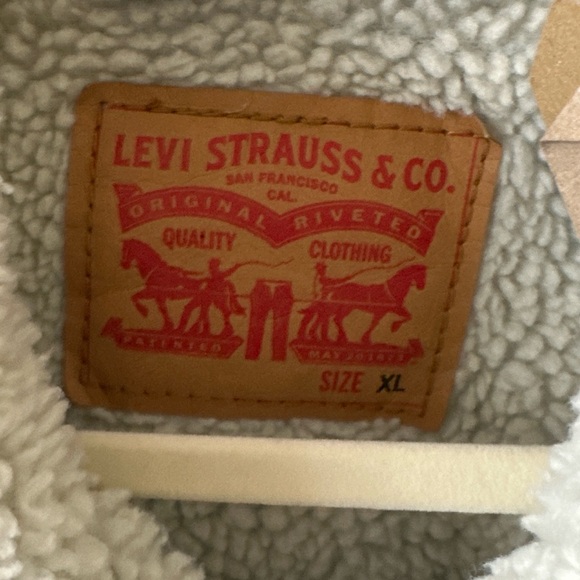 LEVI STRAUSS & CO.
SAN FRANCISCO
CAL.
ORIGINAL RIVETED
QUALITY CLOTHING
PATENTED MAY 20 1873
SIZE XL